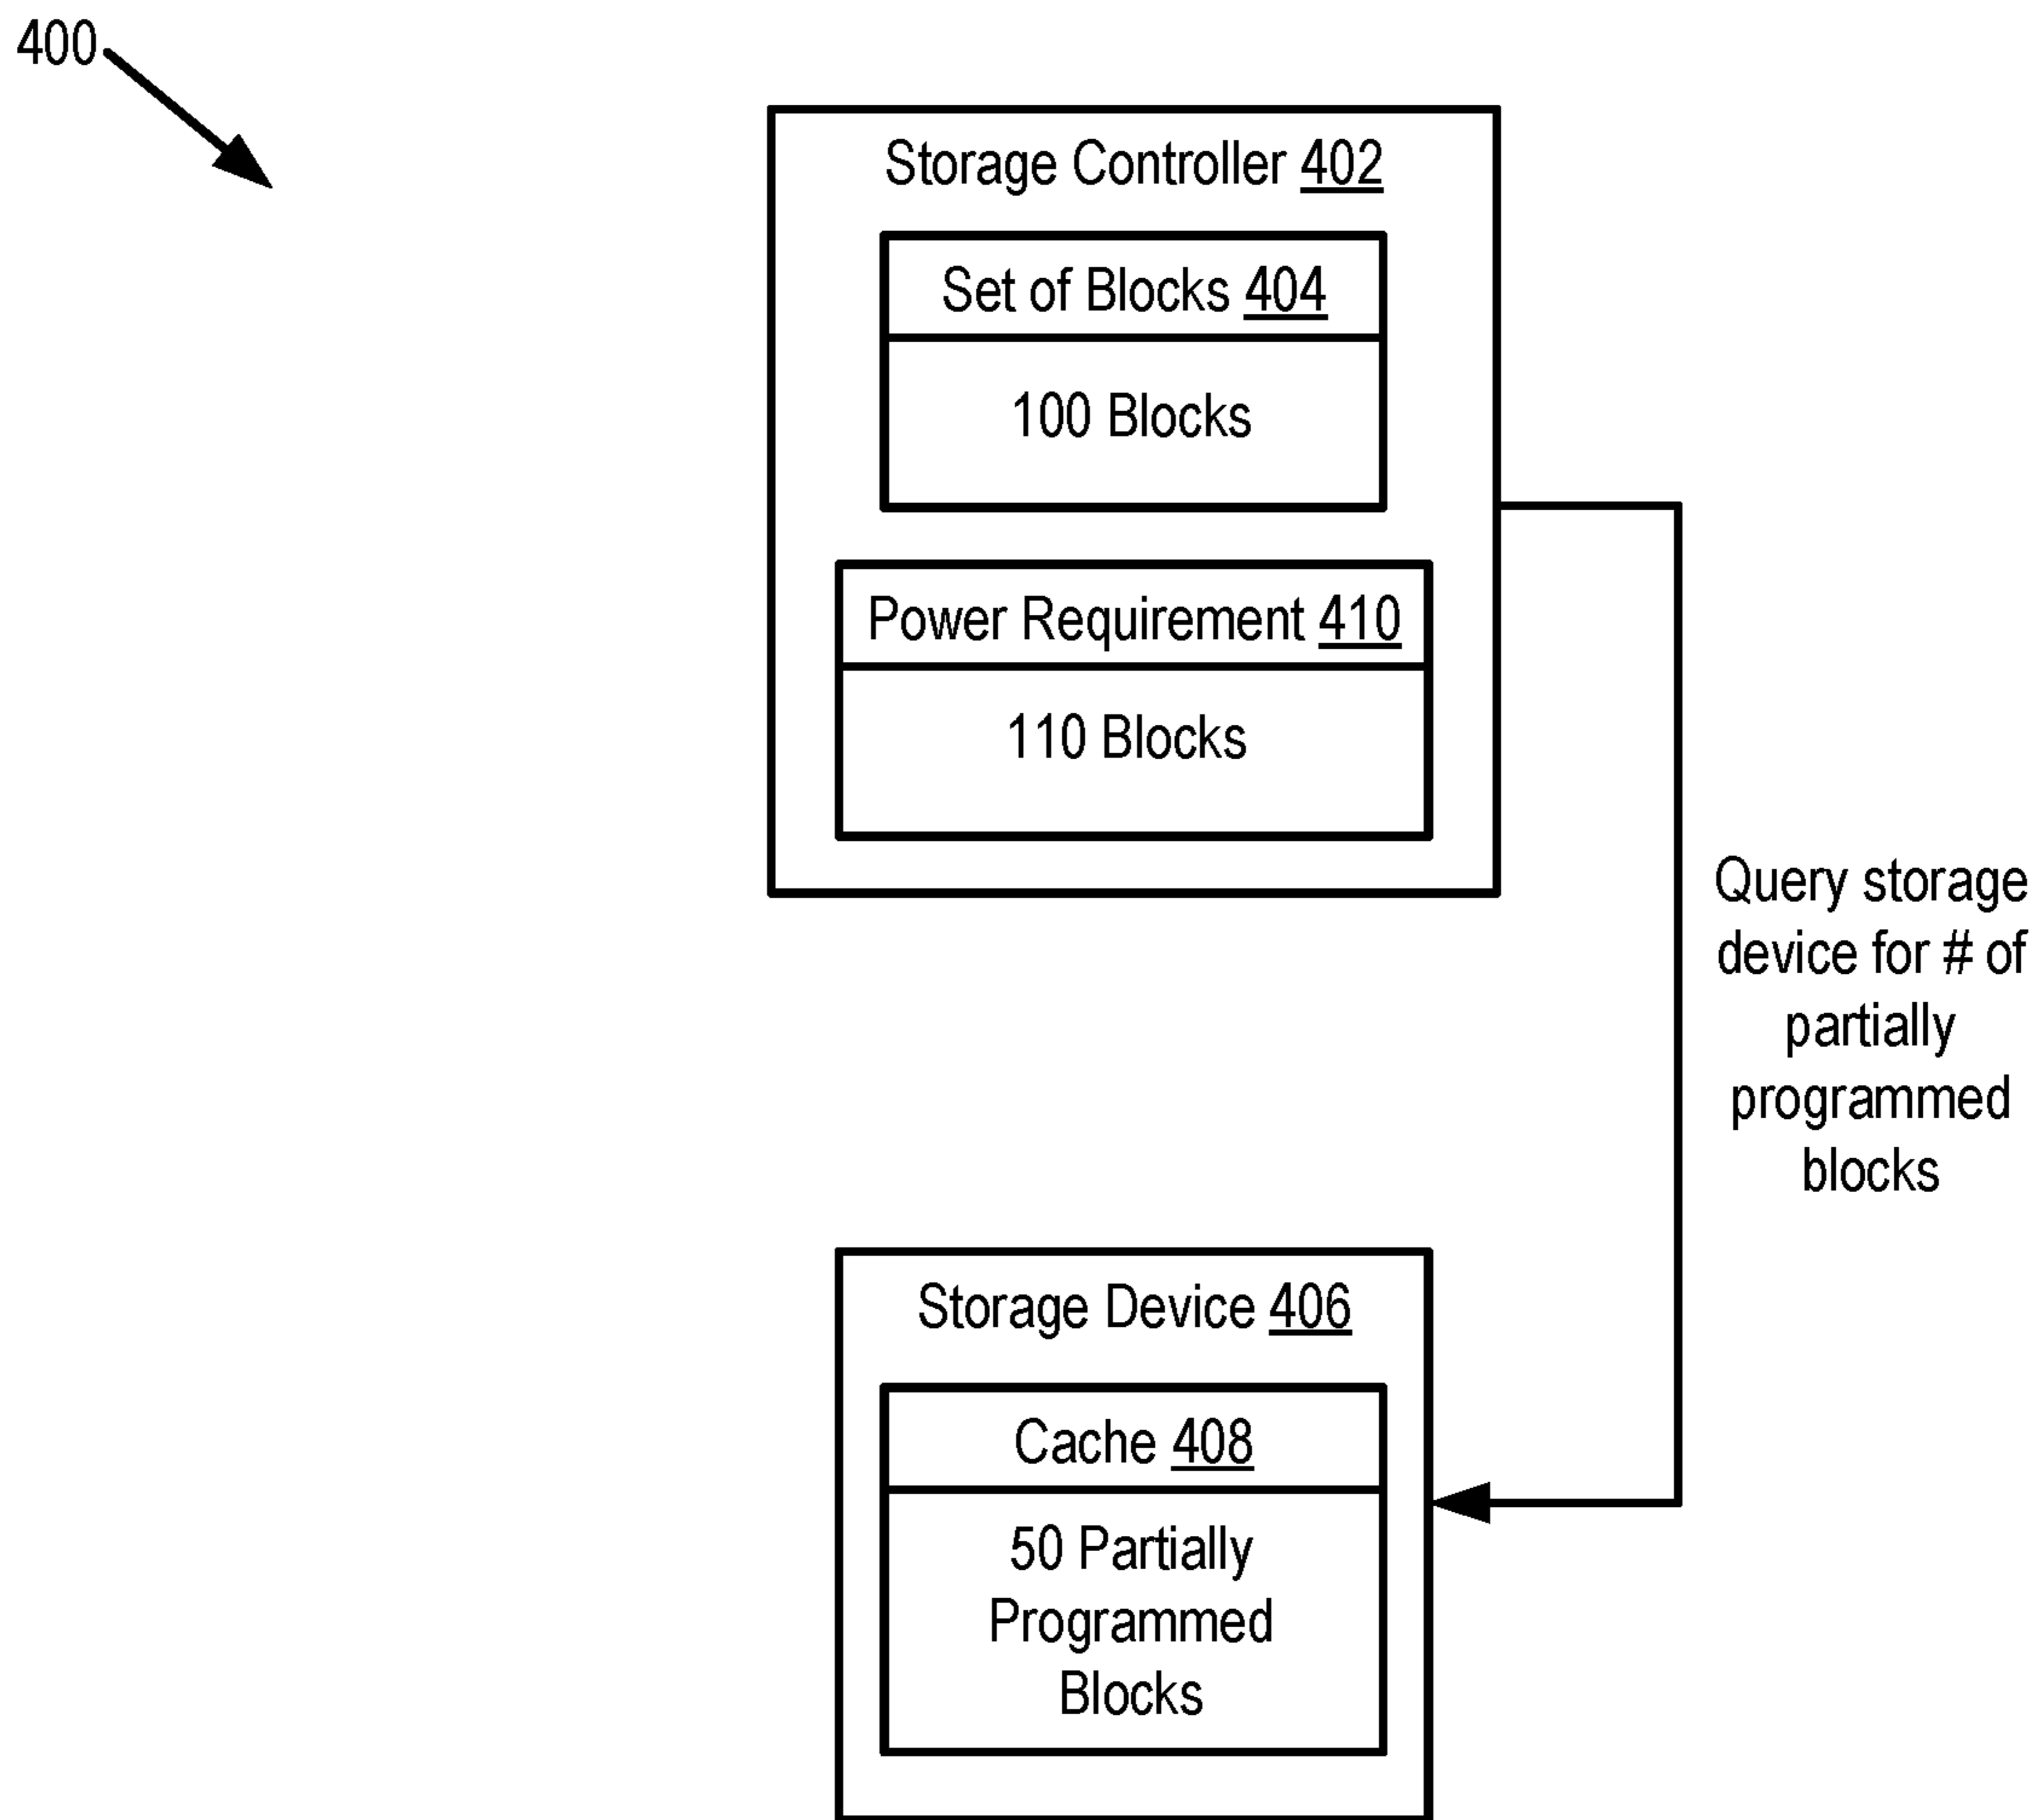 400
Storage Controller 402
Set of Blocks 404
100 Blocks
Power Requirement 410
110 Blocks
Query storage
device for # of
partially
programmed
blocks
Storage Device 406
Cache 408
50 Partially
Programmed
Blocks